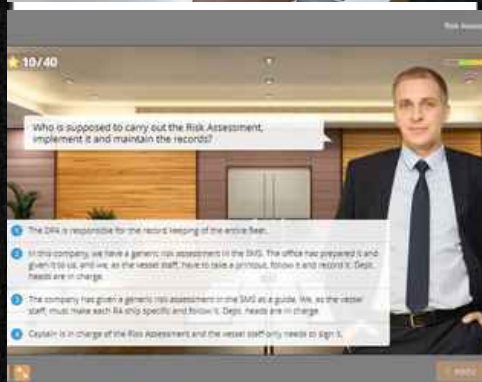 Risk Assess
10/40
Who is supposed to carry out the Risk Assessment,
implement it and maintain the records?
1 The DPA is responsible for the record keeping of the entire fleet.
2 In this company, we have a generic risk assessment in the SMS. The office has prepared it and
given it to us, and we, as the vessel staff, have to take a printout, follow it and record it. Dept.
heads are in charge.
3 The company has given a generic risk assessment in the SMS as a guide. We, as the vessel
staff, must make each RA ship specific and follow it. Dept. heads are in charge.
4 Captain is in charge of the Risk Assessment and the vessel staff only needs to sign it.